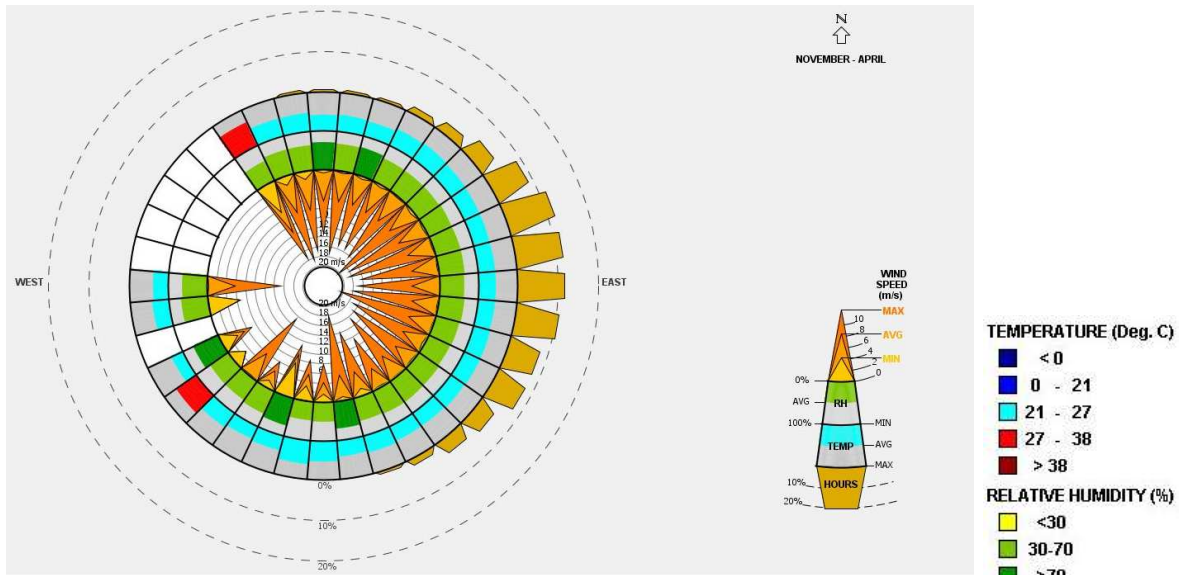 N
NOVEMBER - APRIL
WEST
EAST
12
14
16
18
20 m/s
20 m/s
18
16
14
12
10
8
6
0%
10%
20%
WIND
SPEED
(m/s)
MAX
10
8
AVG
6
4
MIN
2
0
0%
AVG
RH
100%
MIN
TEMP
AVG
MAX
HOURS
10%
20%
TEMPERATURE (Deg. C)
< 0
0 - 21
21 - 27
27 - 38
> 38
RELATIVE HUMIDITY (%)
<30
30-70
>70